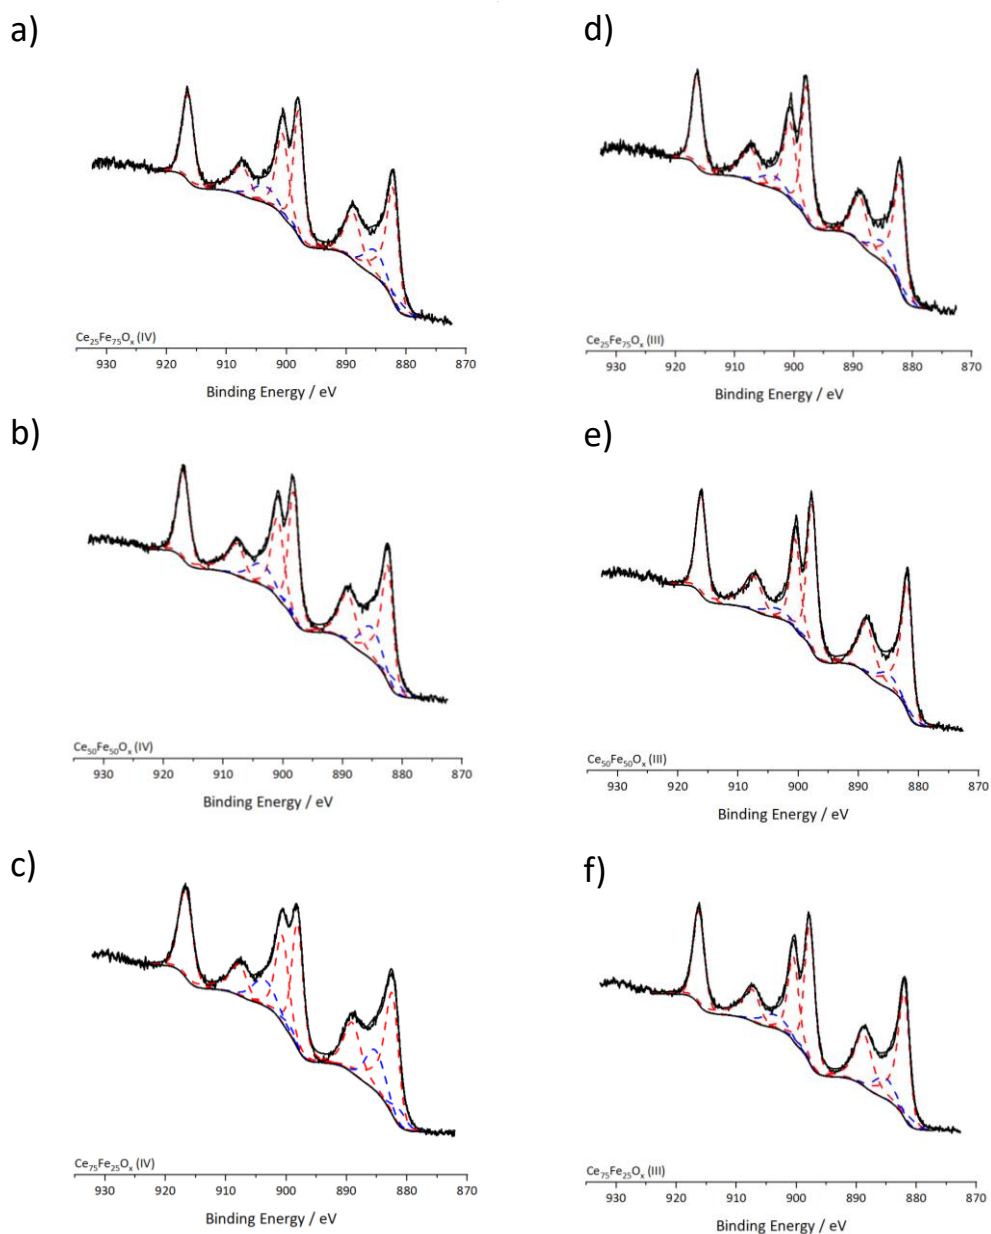 a)
Ce₂₅Fe₇₅Oₓ (IV)
930 920 910 900 890 880 870
Binding Energy / eV
d)
Ce₂₅Fe₇₅Oₓ (III)
930 920 910 900 890 880 870
Binding Energy / eV
b)
Ce₅₀Fe₅₀Oₓ (IV)
930 920 910 900 890 880 870
Binding Energy / eV
e)
Ce₅₀Fe₅₀Oₓ (III)
930 920 910 900 890 880 870
Binding Energy / eV
c)
Ce₇₅Fe₂₅Oₓ (IV)
930 920 910 900 890 880 870
Binding Energy / eV
f)
Ce₇₅Fe₂₅Oₓ (III)
930 920 910 900 890 880 870
Binding Energy / eV